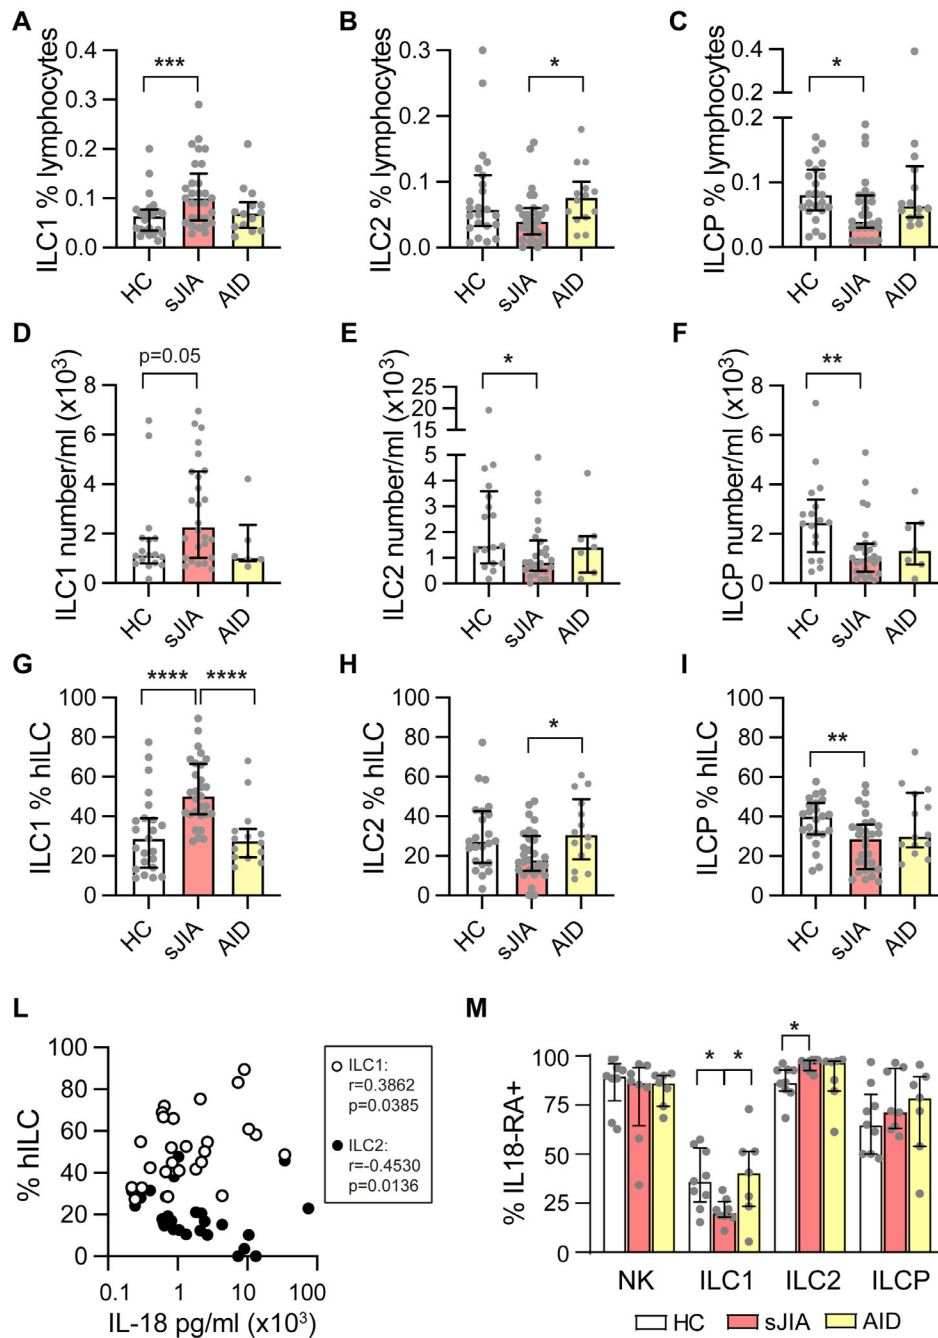 A
ILC1 % lymphocytes
0.4
0.3
0.2
0.1
0.0
***
HC
sJIA
AID
B
ILC2 % lymphocytes
0.3
0.2
0.1
0.0
*
HC
sJIA
AID
C
ILCP % lymphocytes
0.4
0.2
0.2
0.1
0.0
*
HC
sJIA
AID
D
ILC1 number/ml (x10³)
8
6
4
2
0
p=0.05
HC
sJIA
AID
E
ILC2 number/ml (x10³)
25
20
15
5
4
3
2
1
0
*
HC
sJIA
AID
F
ILCP number/ml (x10³)
8
6
4
2
0
**
HC
sJIA
AID
G
ILC1 % hILC
100
80
60
40
20
0
****
****
HC
sJIA
AID
H
ILC2 % hILC
100
80
60
40
20
0
*
HC
sJIA
AID
I
ILCP % hILC
100
80
60
40
20
0
**
HC
sJIA
AID
L
% hILC
100
80
60
40
20
0
0.1
1
10
100
IL-18 pg/ml (x10³)
ILC1:
r=0.3862
p=0.0385
ILC2:
r=-0.4530
p=0.0136
M
% IL18-RA+
100
75
50
25
0
*
*
*
NK
ILC1
ILC2
ILCP
HC
sJIA
AID